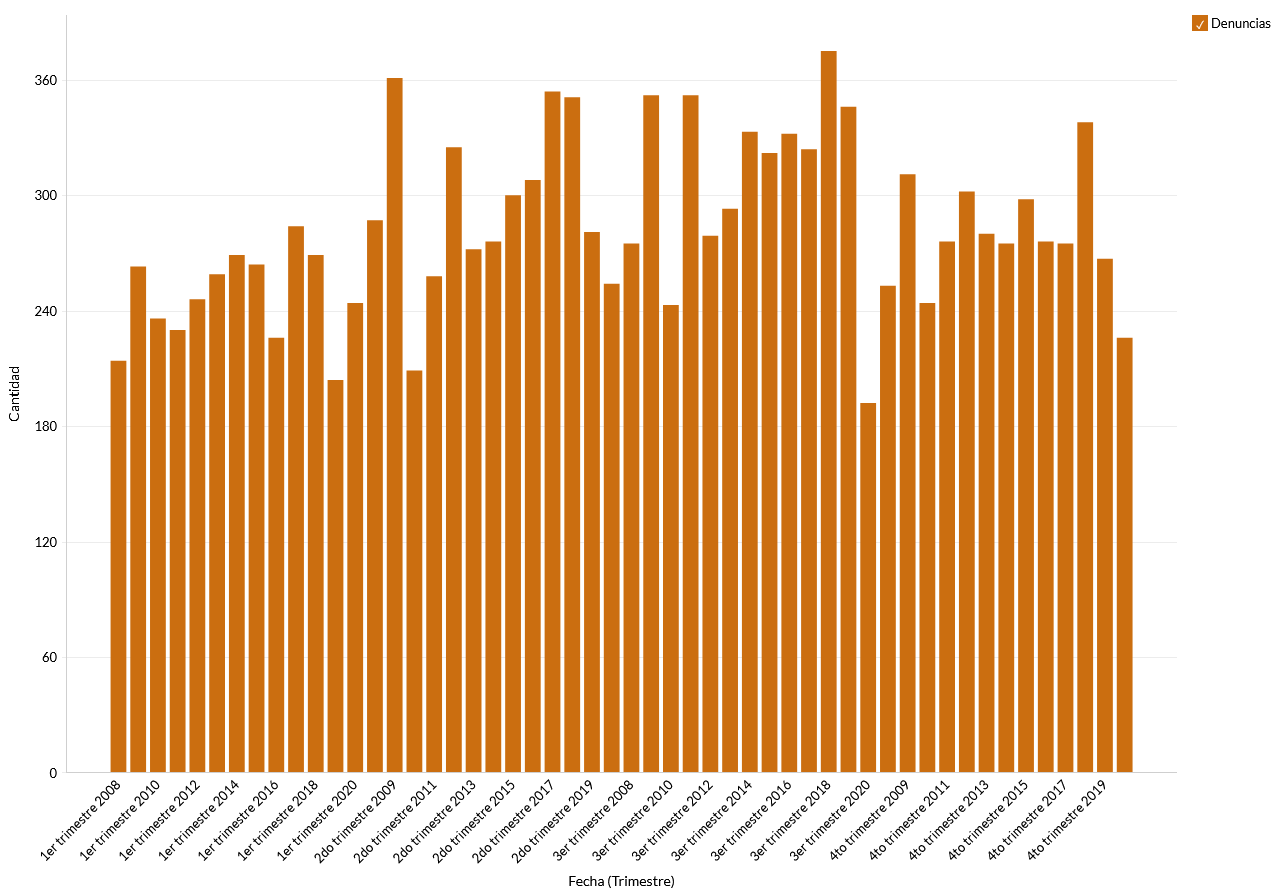 Denuncias
360
300
240
180
120
60
0
Cantidad
1er trimestre 2008
1er trimestre 2010
1er trimestre 2012
1er trimestre 2014
1er trimestre 2016
1er trimestre 2018
1er trimestre 2020
2do trimestre 2009
2do trimestre 2011
2do trimestre 2013
2do trimestre 2015
2do trimestre 2017
2do trimestre 2019
3er trimestre 2008
3er trimestre 2010
3er trimestre 2012
3er trimestre 2014
3er trimestre 2016
3er trimestre 2018
3er trimestre 2020
4to trimestre 2009
4to trimestre 2011
4to trimestre 2013
4to trimestre 2015
4to trimestre 2017
4to trimestre 2019
Fecha (Trimestre)